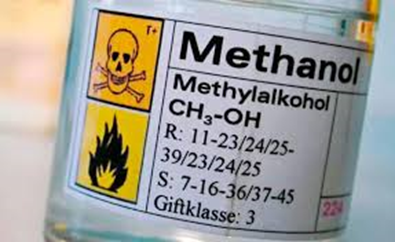 T+
Methanol
Methylalkohol
CH₃-OH
R: 11-23/24/25-
39/23/24/25
S: 7-16-36/37-45
Giftklasse: 3
224